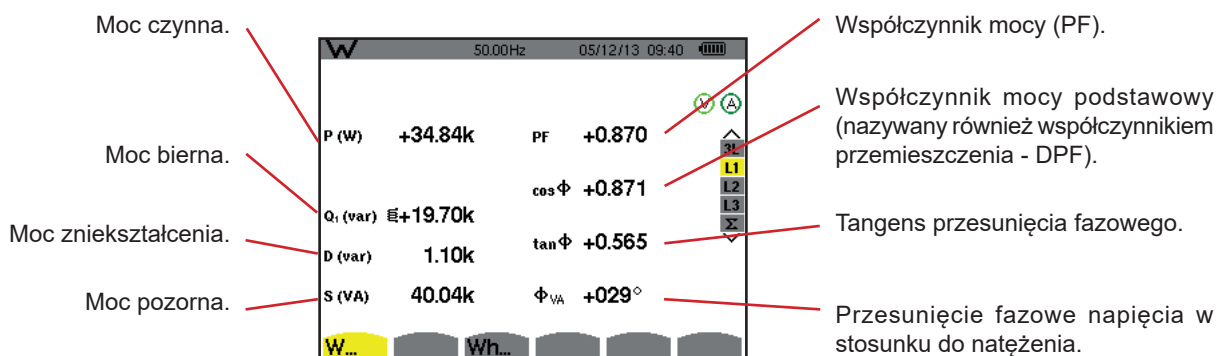 Moc czynna.
Współczynnik mocy (PF).
W 50.00Hz 05/12/13 09:40
V A
Współczynnik mocy podstawowy
(nazywany również współczynnikiem
przemieszczenia - DPF).
P (W) +34.84k PF +0.870
3L
L1
Moc bierna.
cosΦ +0.871
L2
L3
Q₁ (var) +19.70k
Σ
Moc zniekształcenia.
tanΦ +0.565
Tangens przesunięcia fazowego.
D (var) 1.10k
Moc pozorna.
S (VA) 40.04k ΦVA +029°
Przesunięcie fazowe napięcia w
stosunku do natężenia.
W... Wh...